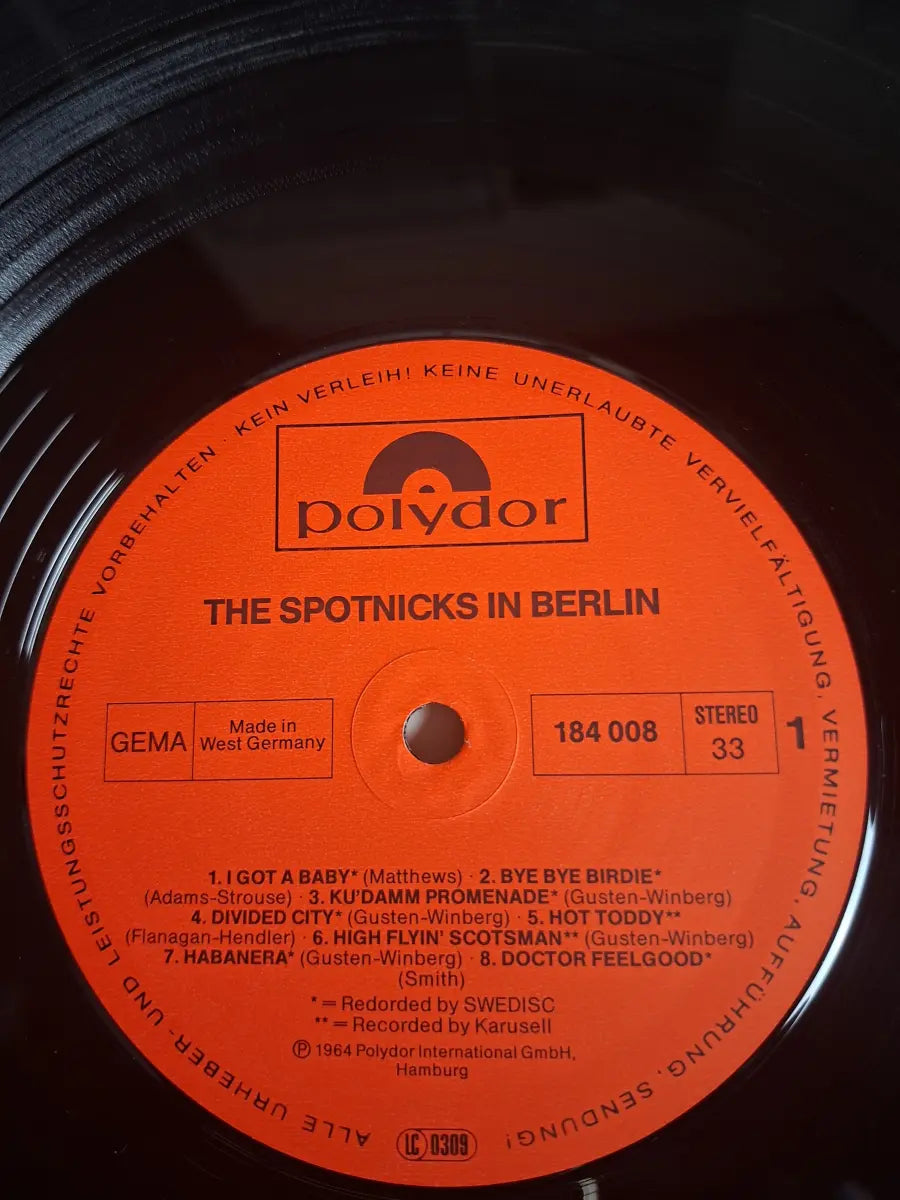 ALLE URHEBER- UND LEISTUNGSSCHUTZRECHTE VORBEHALTEN · KEIN VERLEIH! KEINE UNERLAUBTE VERVIELFÄLTIGUNG, VERMIETUNG, AUFFÜHRUNG, SENDUNG!
polydor
THE SPOTNICKS IN BERLIN
GEMA
Made in
West Germany
184 008
STEREO
33
1
1. I GOT A BABY* (Matthews) · 2. BYE BYE BIRDIE*
(Adams-Strouse) · 3. KU'DAMM PROMENADE* (Gusten-Winberg)
4. DIVIDED CITY* (Gusten-Winberg) · 5. HOT TODDY**
(Flanagan-Hendler) · 6. HIGH FLYIN' SCOTSMAN** (Gusten-Winberg)
7. HABANERA* (Gusten-Winberg) · 8. DOCTOR FEELGOOD*
(Smith)
* = Redorded by SWEDISC
** = Recorded by Karusell
℗ 1964 Polydor International GmbH,
Hamburg
LC 0309